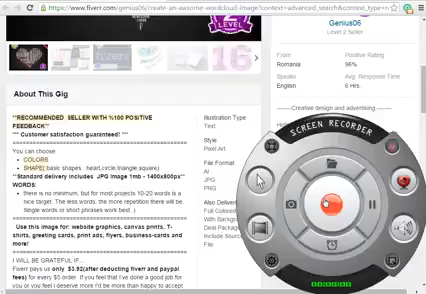 https://www.fiverr.com/genius06/create-an-awsome-wordcloud-image?context=advanced_search&context_type=r
2
LEVEL
Genius06
Level 2 Seller
From
Romania
Positive Rating
96%
Speaks
English
Avg. Response Time
6 Hrs.
About This Gig
--------Creative design and advertising -------
**RECOMMENDED SELLER WITH %100 POSITIVE
FEEDBACK**
*** Customer satisfaction guaranteed! ***
You can choose
• COLORS
• SHAPE( basic shapes , heart,circle,triangle,square)
**Standard delivery includes JPG Image 1mb - 1400x800px**
WORDS:
• there is no minimum, but for most projects 10-20 words is a
nice target. The less words, the more repetition there will be
Single words or short phrases work best. )
Use this image for: website graphics, canvas prints, T-
shirts, greeting cards, print ads, flyers, business-cards and
more!
I WILL BE GRATEFUL IF...
Fiverr pays us only $3.92(after deducting fiverr and paypal
fees) for every $5 order If you feel that I've done a good job for
you or you feel i deserve more I'd be more than happy to accept
Illustration Type
Text
Style
Pixel Art
File Format
AI
JPG
PNG
Also Deliver
Full Colored
With Backgr
Deal Package
Include Sourc
File
SCREEN RECORDER